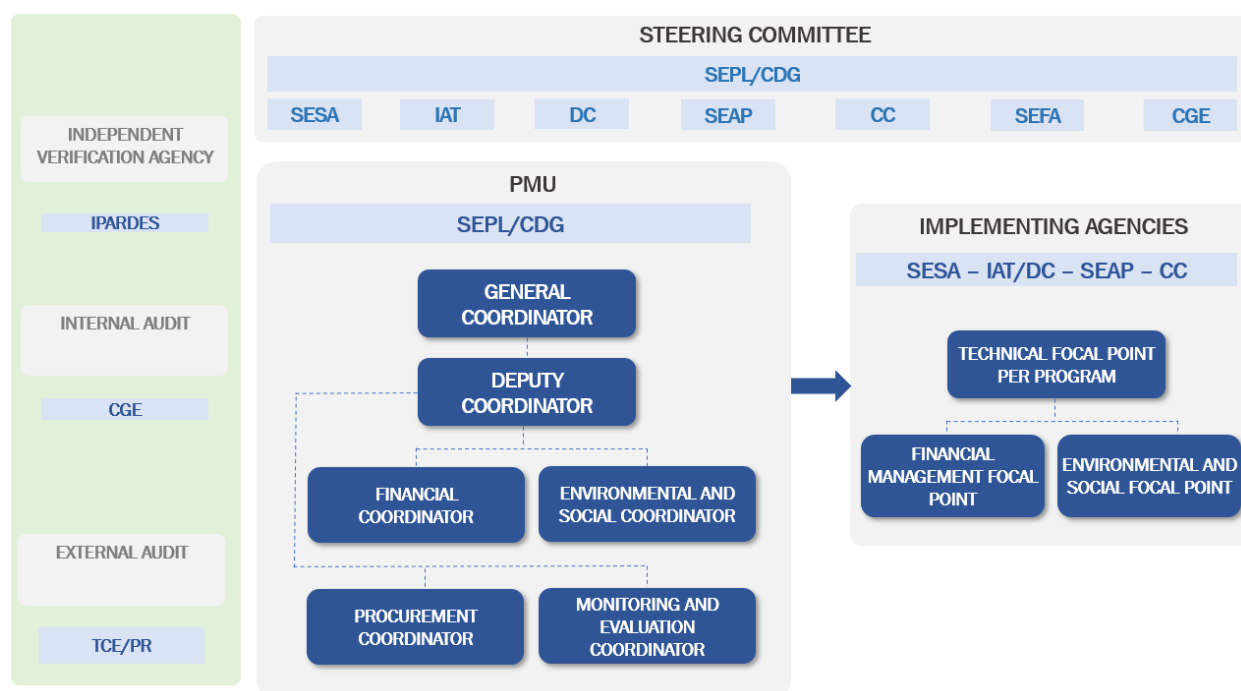 INDEPENDENT
VERIFICATION AGENCY
IPARDES
INTERNAL AUDIT
CGE
EXTERNAL AUDIT
TCE/PR
STEERING COMMITTEE
SEPL/CDG
SESA IAT DC SEAP CC SEFA CGE
PMU
SEPL/CDG
GENERAL
COORDINATOR
DEPUTY
COORDINATOR
FINANCIAL
COORDINATOR
ENVIRONMENTAL AND
SOCIAL COORDINATOR
PROCUREMENT
COORDINATOR
MONITORING AND
EVALUATION
COORDINATOR
IMPLEMENTING AGENCIES
SESA – IAT/DC – SEAP – CC
TECHNICAL FOCAL POINT
PER PROGRAM
FINANCIAL
MANAGEMENT FOCAL
POINT
ENVIRONMENTAL AND
SOCIAL FOCAL POINT